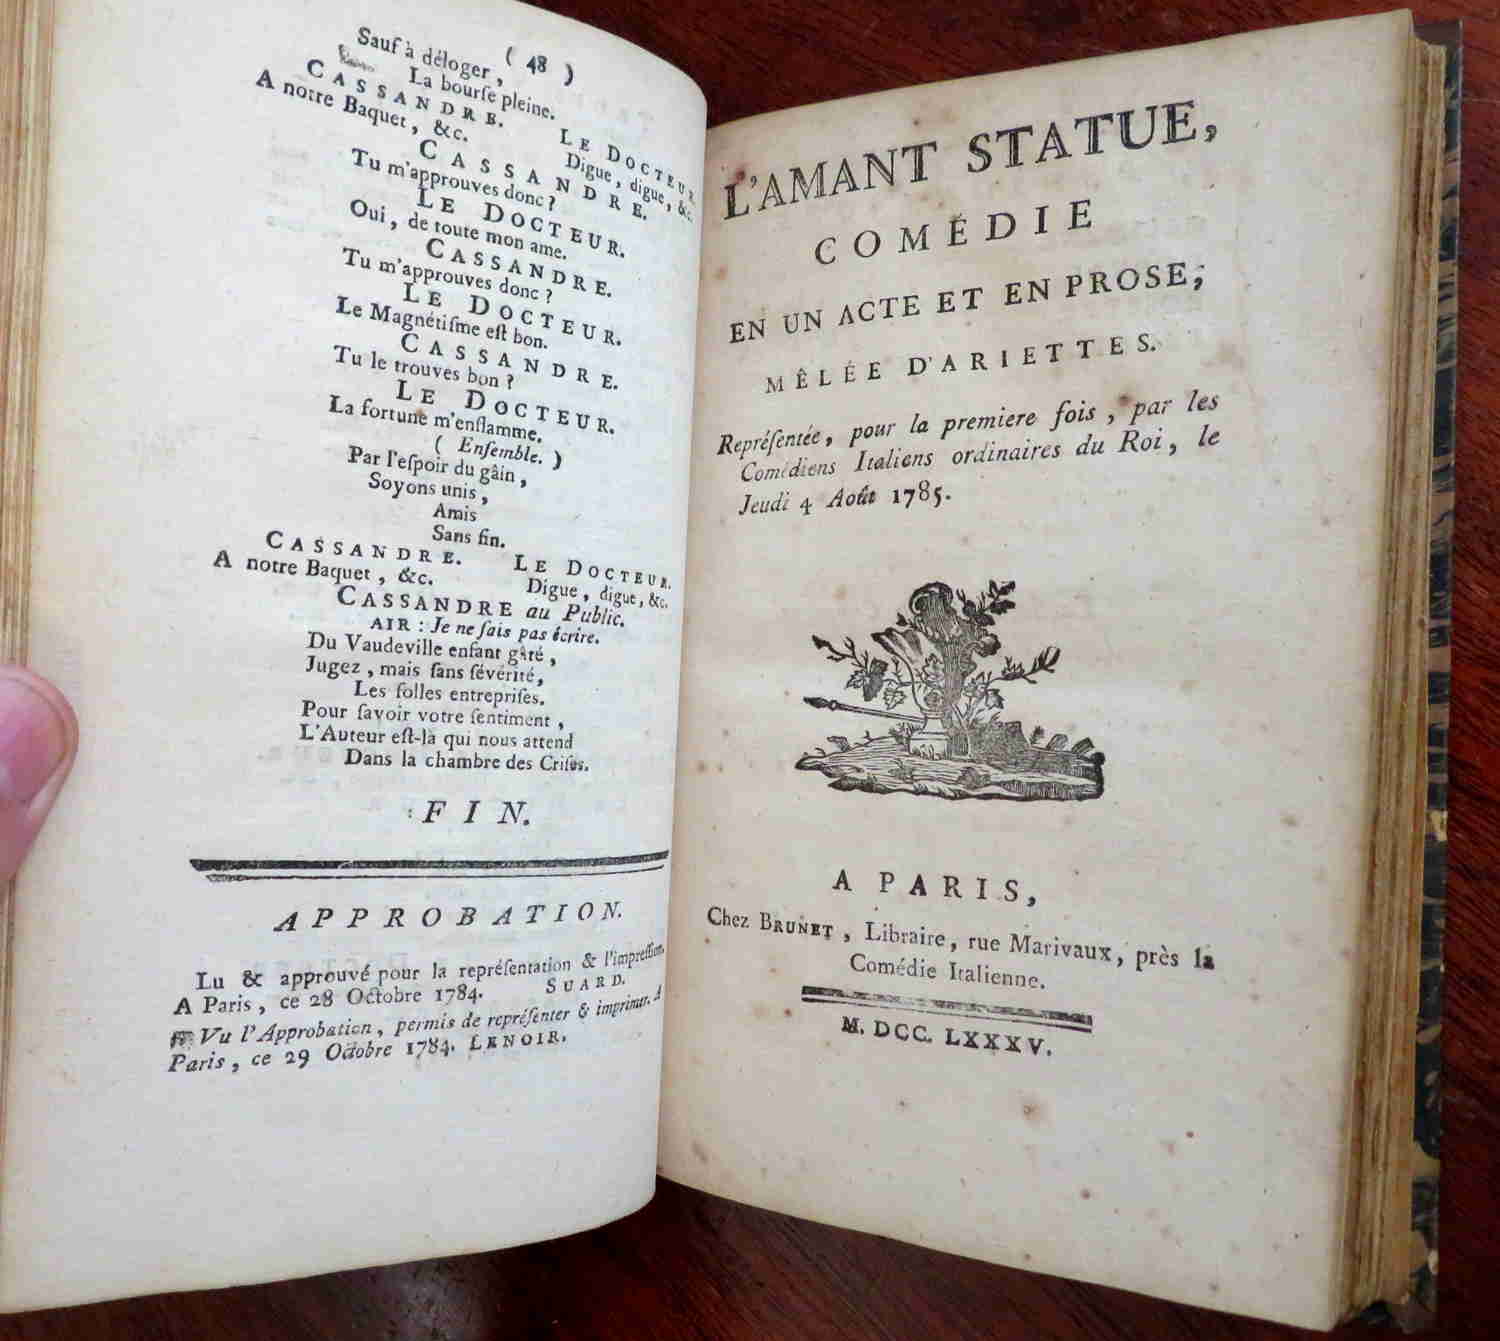 ( 48 )
Sauf à déloger,
La bourſe pleine.
CASSANDRE. LE DOCTEUR.
A notre Baquet, &c. Digue, digue, &c.
CASSANDRE.
Tu m'approuves donc ?
LE DOCTEUR.
Oui, de toute mon ame.
CASSANDRE.
Tu m'approuves donc ?
LE DOCTEUR.
Le Magnétiſme eſt bon.
CASSANDRE.
Tu le trouves bon ?
LE DOCTEUR.
La fortune m'enflamme.
( Enſemble. )
Par l'eſpoir du gâin,
Soyons unis,
Amis
Sans fin.
CASSANDRE. LE DOCTEUR.
A notre Baquet, &c. Digue, digue, &c.
CASSANDRE au Public.
AIR : Je ne ſais pas écrire.
Du Vaudeville enfant gâté,
Jugez, mais ſans ſévérité,
Les folles entrepriſes.
Pour ſavoir votre ſentiment,
L'Auteur eſt-là qui nous attend
Dans la chambre des Criſes.
FIN.
APPROBATION.
Lu & approuvé pour la repréſentation & l'impreſſion.
A Paris, ce 28 Octobre 1784. SUARD.
Vu l'Approbation, permis de repréſenter & imprimer. A
Paris, ce 29 Octobre 1784. LENOIR.
L'AMANT STATUE,
COMÉDIE
EN UN ACTE ET EN PROSE,
MÊLÉE D'ARIETTES.
Repréſentée, pour la premiere fois, par les
Comédiens Italiens ordinaires du Roi, le
Jeudi 4 Août 1785.
A PARIS,
Chez BRUNET, Libraire, rue Marivaux, près la
Comédie Italienne.
M. DCC. LXXXV.